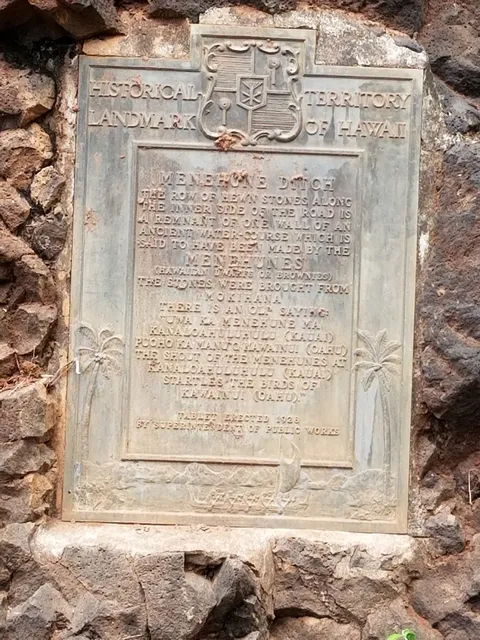 HISTORICAL TERRITORY
LANDMARK OF HAWAII
MENEHUNE DITCH
THE ROW OF HEWN STONES ALONG
THE INNER SIDE OF THE ROAD IS
A REMNANT OF ONE WALL OF AN
ANCIENT WATER-COURSE WHICH IS
SAID TO HAVE BEEN MADE BY THE
MENEHUNES
(HAWAIIAN DWARFS OR BROWNIES)
THE STONES WERE BROUGHT FROM
MOKIHANA
THERE IS AN OLD SAYING
"UWA KA MENEHUNE MA
KANALOAHULUHULU (KAUAI)
PUOHO KA MANU O KAWAINUI (OAHU)
THE SHOUT OF THE MENEHUNES AT
KANALOAHULUHULU (KAUAI)
STARTLES THE BIRDS OF
KAWAINUI (OAHU)."
TABLET ERECTED 1928
BY SUPERINTENDENT OF PUBLIC WORKS